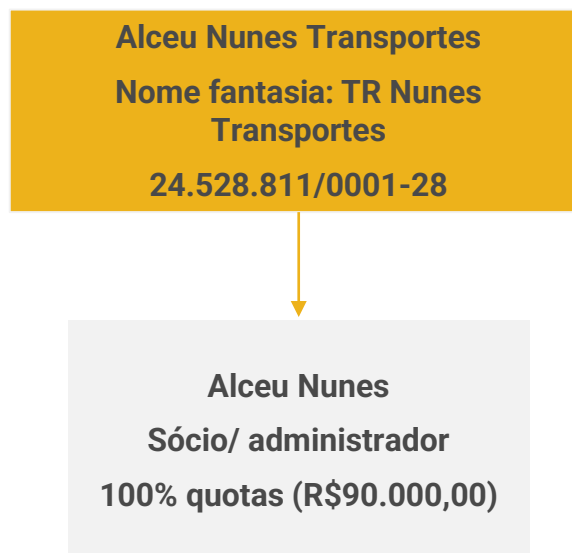 Alceu Nunes Transportes
Nome fantasia: TR Nunes
Transportes
24.528.811/0001-28
Alceu Nunes
Sócio/ administrador
100% quotas (R$90.000,00)